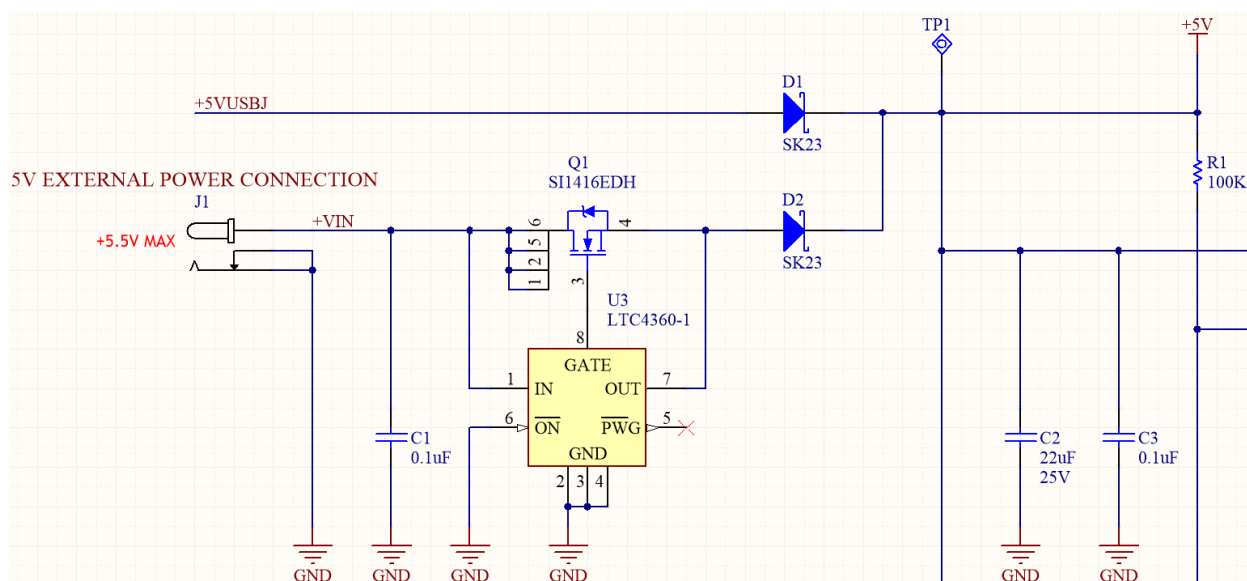 TP1
+5V
D1
+5VUSBJ
SK23
Q1
SI1416EDH
R1
100K
5V EXTERNAL POWER CONNECTION
J1
+VIN
+5.5V MAX
6
5
2
1
4
3
D2
SK23
U3
LTC4360-1
8
GATE
1
IN
OUT
7
6
ON
PWG
5
GND
2
3
4
C1
0.1uF
C2
22uF
25V
C3
0.1uF
GND
GND
GND
GND
GND
GND